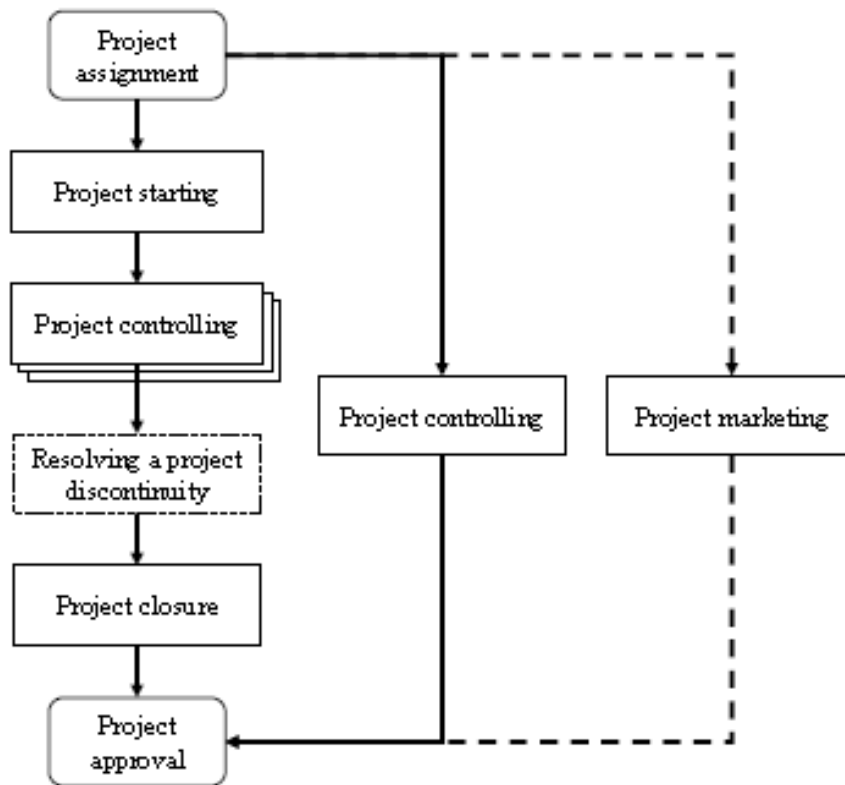 Project
assignment
Project starting
Project controlling
Project controlling
Project marketing
Resolving a project
discontinuity
Project closure
Project
approval